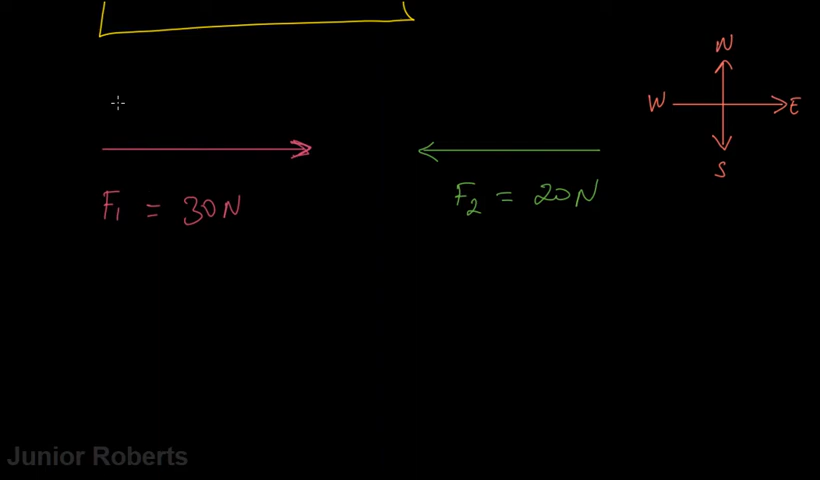 N
W E
S
F₁ = 30N
F₂ = 20N
Junior Roberts